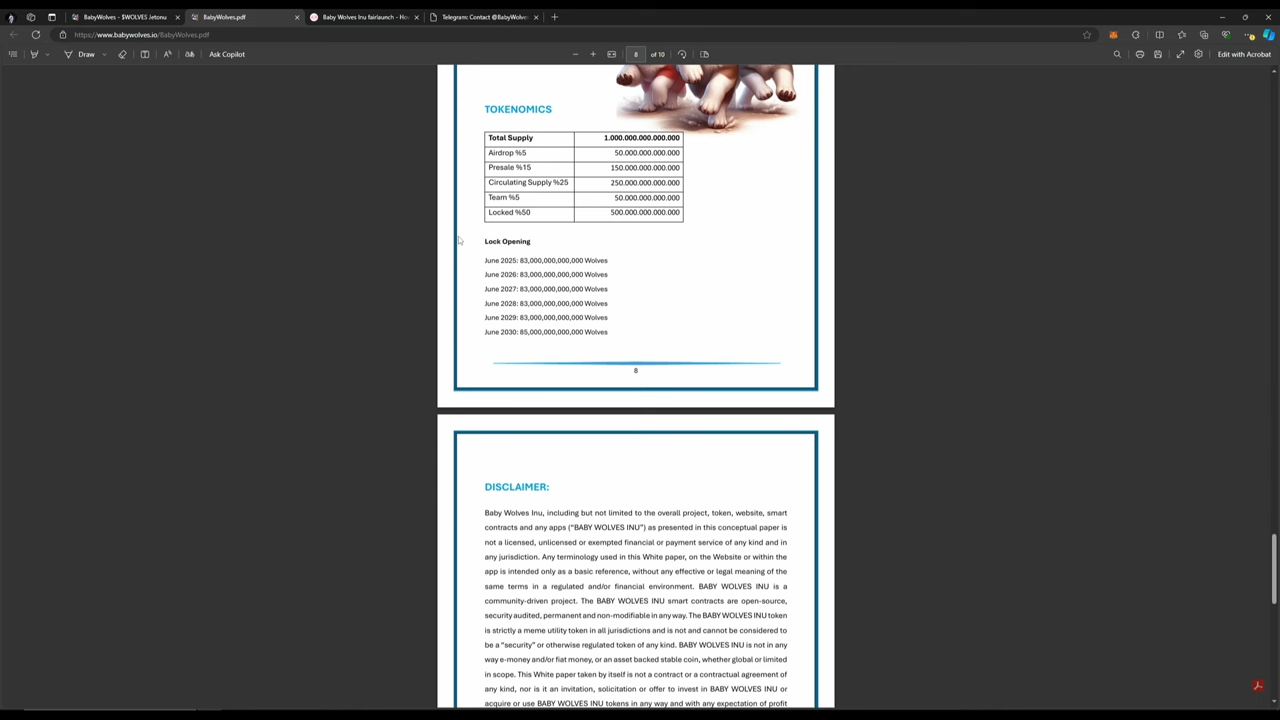 BabyWolves - $WOLVES Jetonu
BabyWolves.pdf
Baby Wolves Inu fairlaunch - Ho
Telegram: Contact @BabyWolve
https://www.babywolves.io/BabyWolves.pdf
Draw
Ask Copilot
8 of 10
Edit with Acrobat
TOKENOMICS
Total Supply 1.000.000.000.000.000
Airdrop %5 50.000.000.000.000
Presale %15 150.000.000.000.000
Circulating Supply %25 250.000.000.000.000
Team %5 50.000.000.000.000
Locked %50 500.000.000.000.000
Lock Opening
June 2025: 83,000,000,000,000 Wolves
June 2026: 83,000,000,000,000 Wolves
June 2027: 83,000,000,000,000 Wolves
June 2028: 83,000,000,000,000 Wolves
June 2029: 83,000,000,000,000 Wolves
June 2030: 85,000,000,000,000 Wolves
8
DISCLAIMER:
Baby Wolves Inu, including but not limited to the overall project, token, website, smart
contracts and any apps (“BABY WOLVES INU”) as presented in this conceptual paper is
not a licensed, unlicensed or exempted financial or payment service of any kind and in
any jurisdiction. Any terminology used in this White paper, on the Website or within the
app is intended only as a basic reference, without any effective or legal meaning of the
same terms in a regulated and/or financial environment. BABY WOLVES INU is a
community-driven project. The BABY WOLVES INU smart contracts are open-source,
security audited, permanent and non-modifiable in any way. The BABY WOLVES INU token
is strictly a meme utility token in all jurisdictions and is not and cannot be considered to
be a “security” or otherwise regulated token of any kind. BABY WOLVES INU is not in any
way e-money and/or fiat money, or an asset backed stable coin, whether global or limited
in scope. This White paper taken by itself is not a contract or a contractual agreement of
any kind, nor is it an invitation, solicitation or offer to invest in BABY WOLVES INU or
acquire or use BABY WOLVES INU tokens in any way and with any expectation of profit